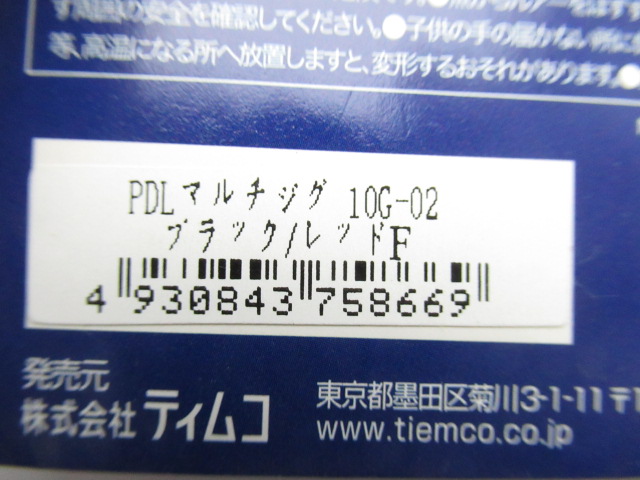 す周囲の安全を確認してください。●子供の手の届かない所に
等、高温になる所へ放置しますと、変形するおそれがあります。●
PDLマルチジグ 10G-02
ブラック/レッドF
4 930843 758669
発売元
株式会社 ティムコ
東京都墨田区菊川3-1-11 〒1
www.tiemco.co.jp